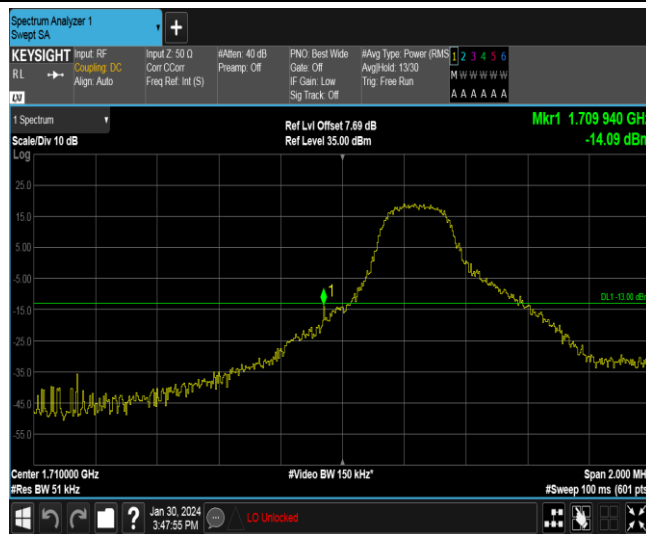 Spectrum Analyzer 1
Swept SA
+
KEYSIGHT Input: RF Input Z: 50 Ω #Atten: 40 dB PNO: Best Wide #Avg Type: Power (RMS 1 2 3 4 5 6
RL Coupling: DC Corr CCorr Preamp: Off Gate: Off Avg|Hold: 13/30 M W W W W W
Align: Auto Freq Ref: Int (S) IF Gain: Low Trig: Free Run
LXI Sig Track: Off A A A A A A
1 Spectrum Ref Lvl Offset 7.69 dB Mkr1 1.709 940 GHz
Scale/Div 10 dB Ref Level 35.00 dBm -14.09 dBm
Log
25.0
15.0
5.00
-5.00
1
DL1 -13.00 dBm
-15.0
-25.0
-35.0
-45.0
-55.0
Center 1.710000 GHz #Video BW 150 kHz* Span 2.000 MH
#Res BW 51 kHz #Sweep 100 ms (601 pts
? Jan 30, 2024
3:47:55 PM LO Unlocked